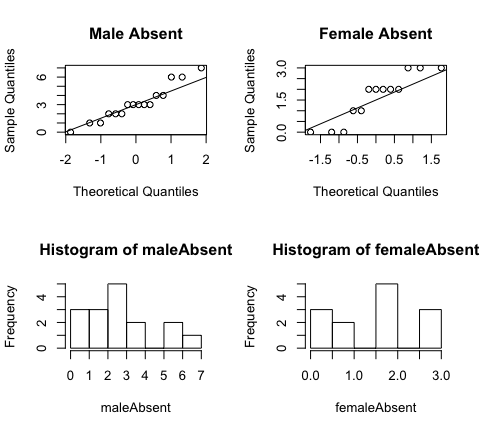 Male Absent
Sample Quantiles
0 3 6
-2 -1 0 1 2
Theoretical Quantiles
Female Absent
Sample Quantiles
0.0 1.5 3.0
-1.5 -0.5 0.5 1.5
Theoretical Quantiles
Histogram of maleAbsent
Frequency
0 2 4
0 1 2 3 4 5 6 7
maleAbsent
Histogram of femaleAbsent
Frequency
0 2 4
0.0 1.0 2.0 3.0
femaleAbsent